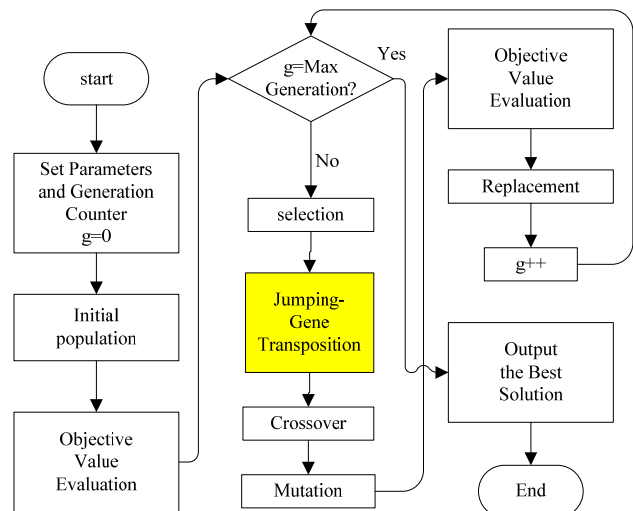 start
Set Parameters
and Generation
Counter
g=0
Initial
population
Objective
Value
Evaluation
g=Max
Generation?
Yes
No
selection
Jumping-
Gene
Transposition
Crossover
Mutation
Objective
Value
Evaluation
Replacement
g++
Output
the Best
Solution
End